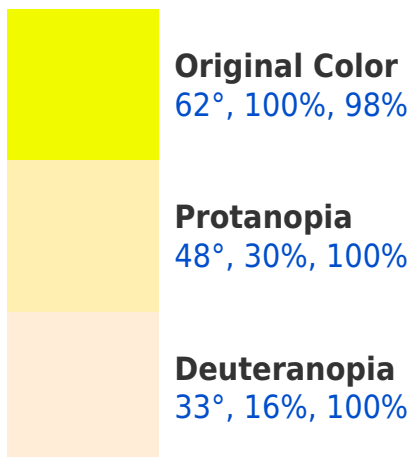 Original Color
62°, 100%, 98%
Protanopia
48°, 30%, 100%
Deuteranopia
33°, 16%, 100%